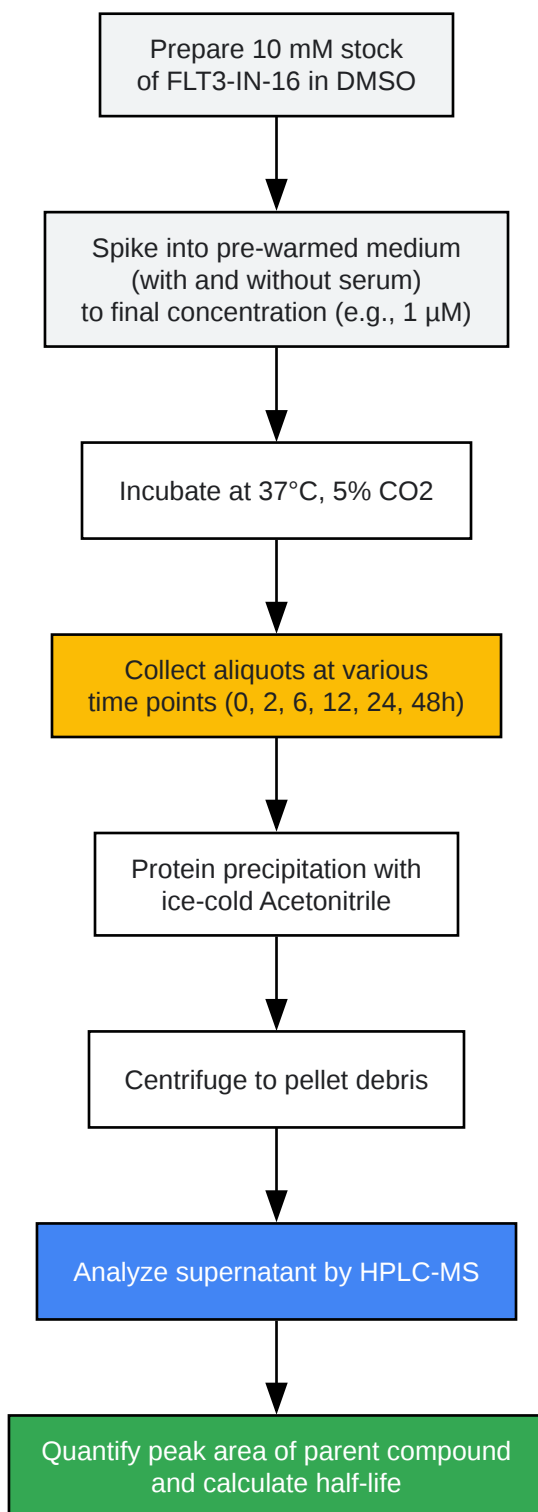 Prepare 10 mM stock
of FLT3-IN-16 in DMSO
Spike into pre-warmed medium
(with and without serum)
to final concentration (e.g., 1 µM)
Incubate at 37°C, 5% CO2
Collect aliquots at various
time points (0, 2, 6, 12, 24, 48h)
Protein precipitation with
ice-cold Acetonitrile
Centrifuge to pellet debris
Analyze supernatant by HPLC-MS
Quantify peak area of parent compound
and calculate half-life